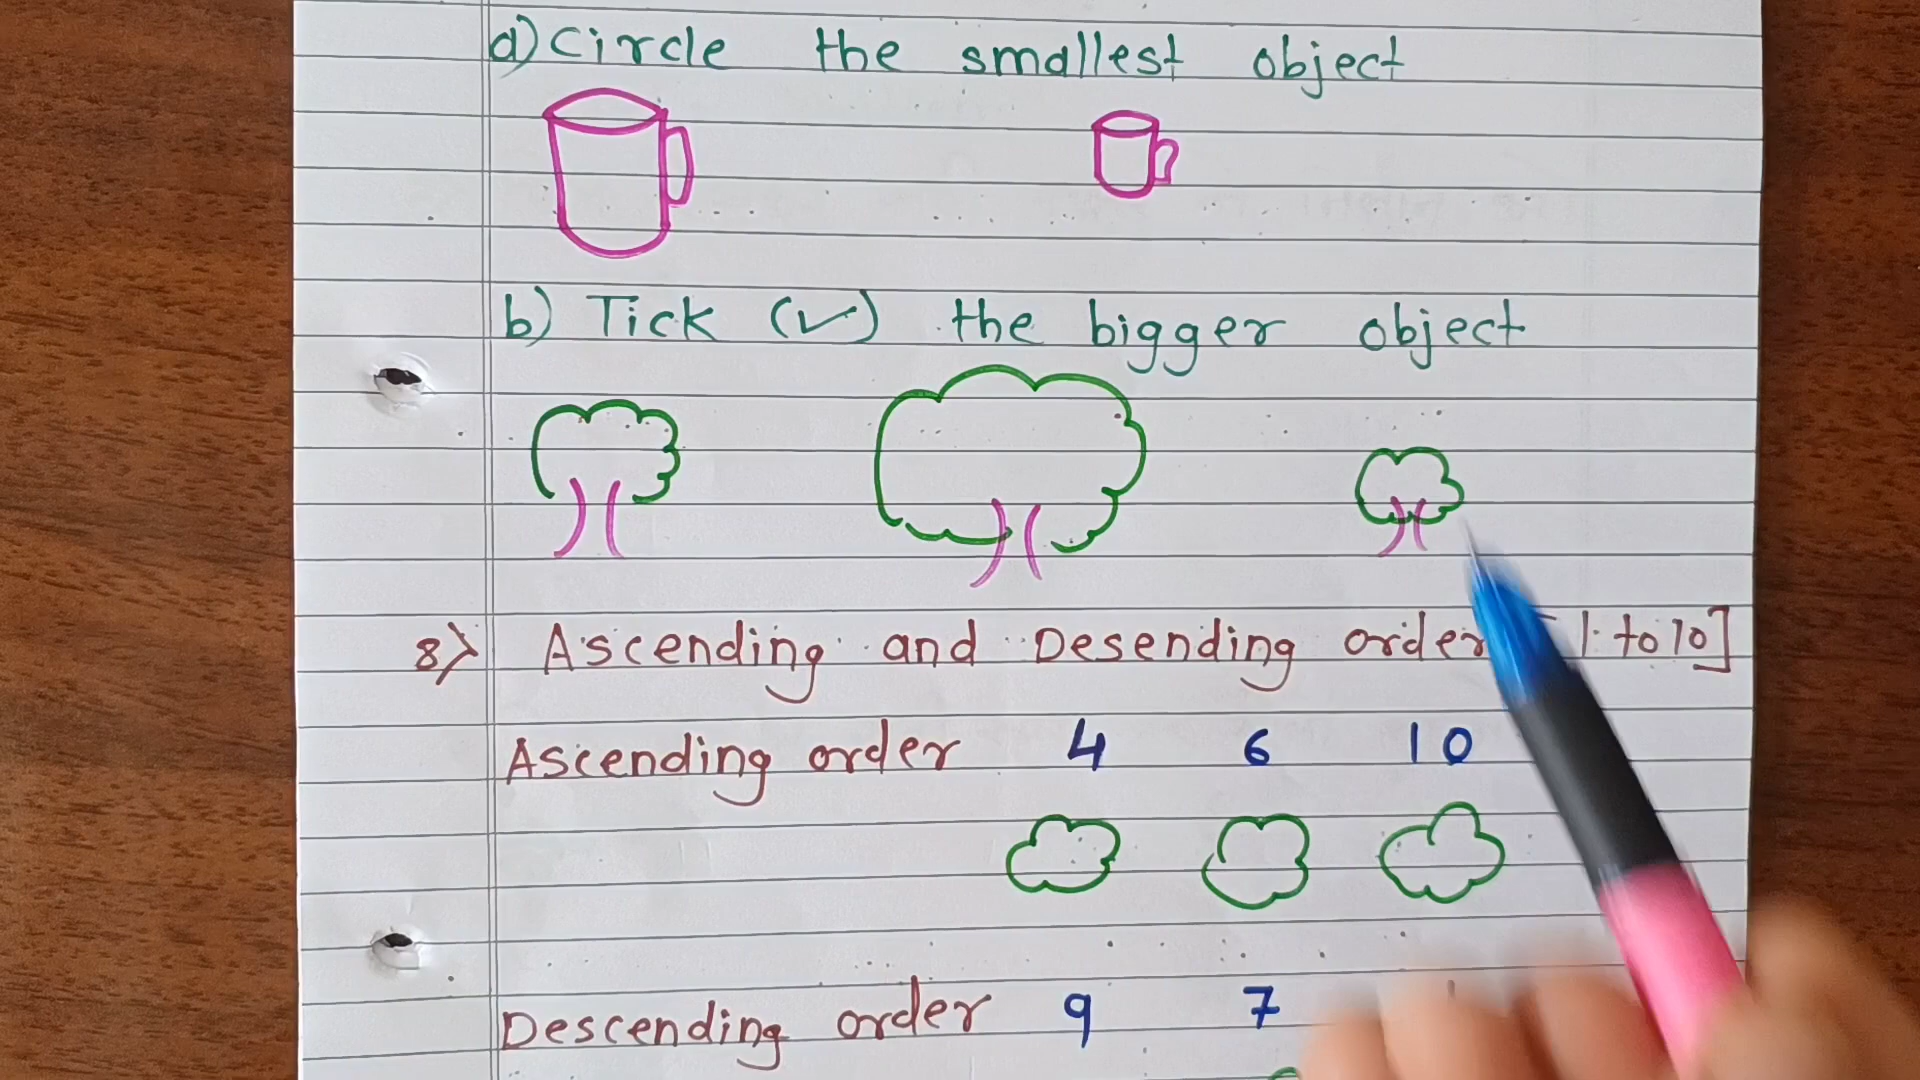 a) Circle the smallest object
b) Tick (✓) the bigger object
8) Ascending and Desending order [1 to 10]
Ascending order 4 6 10
Descending order 9 7